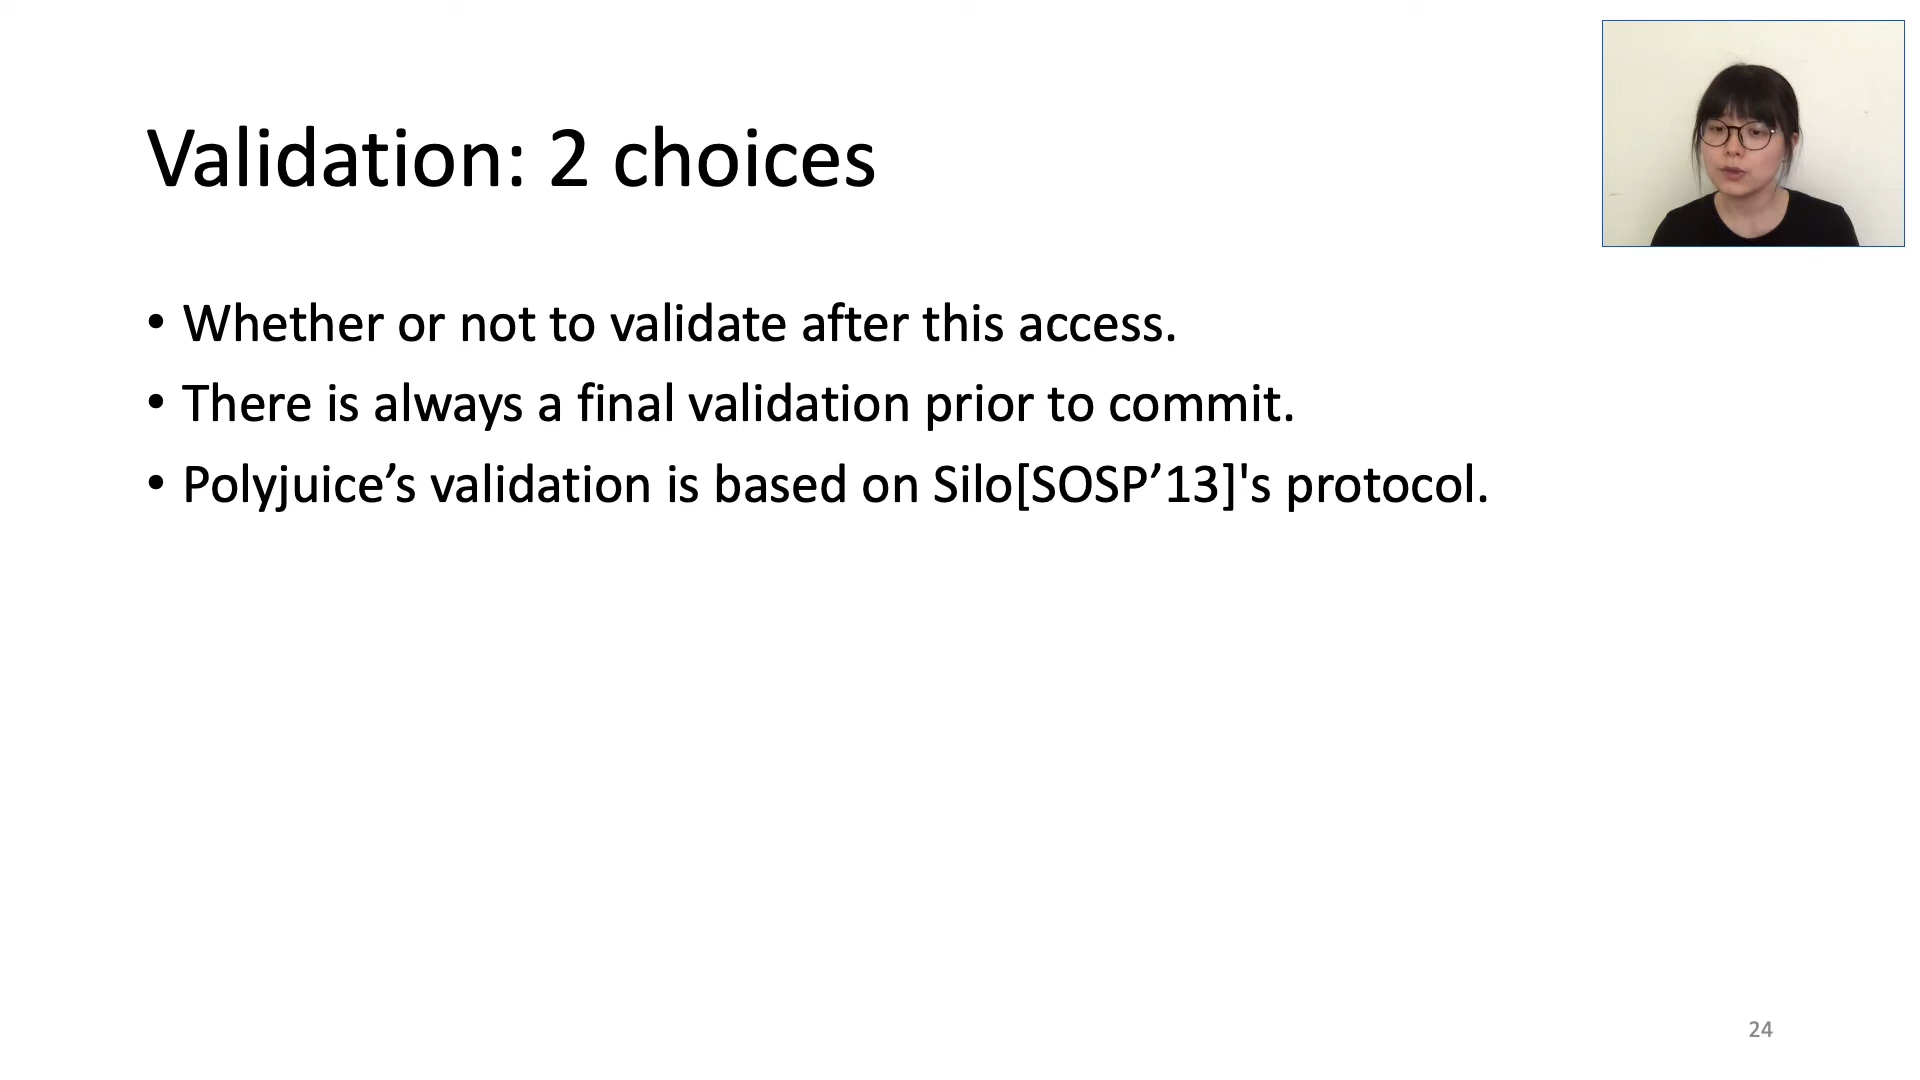 Validation: 2 choices
• Whether or not to validate after this access.
• There is always a final validation prior to commit.
• Polyjuice’s validation is based on Silo[SOSP’13]'s protocol.
24